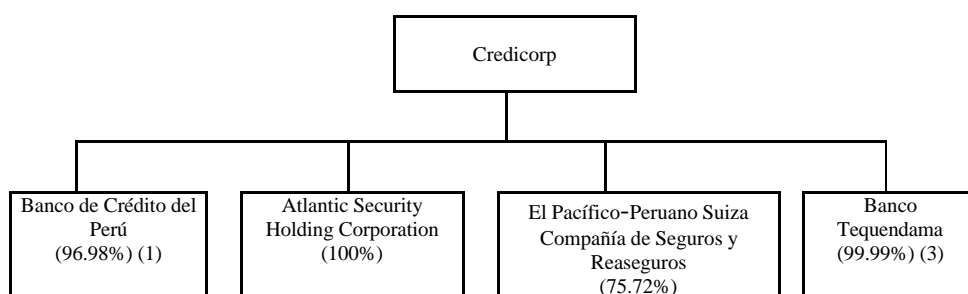 Credicorp
Banco de Crédito del
Perú
(96.98%) (1)
Atlantic Security
Holding Corporation
(100%)
El Pacífico-Peruano Suiza
Compañía de Seguros y
Reaseguros
(75.72%)
Banco
Tequendama
(99.99%) (3)